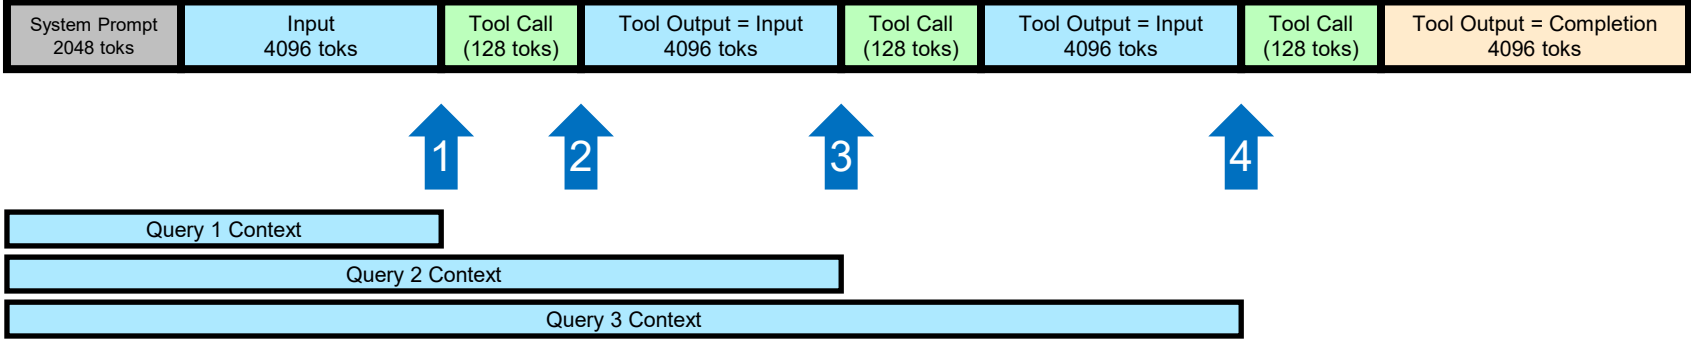 System Prompt
2048 toks
Input
4096 toks
Tool Call
(128 toks)
Tool Output = Input
4096 toks
Tool Call
(128 toks)
Tool Output = Input
4096 toks
Tool Call
(128 toks)
Tool Output = Completion
4096 toks
1
2
3
4
Query 1 Context
Query 2 Context
Query 3 Context